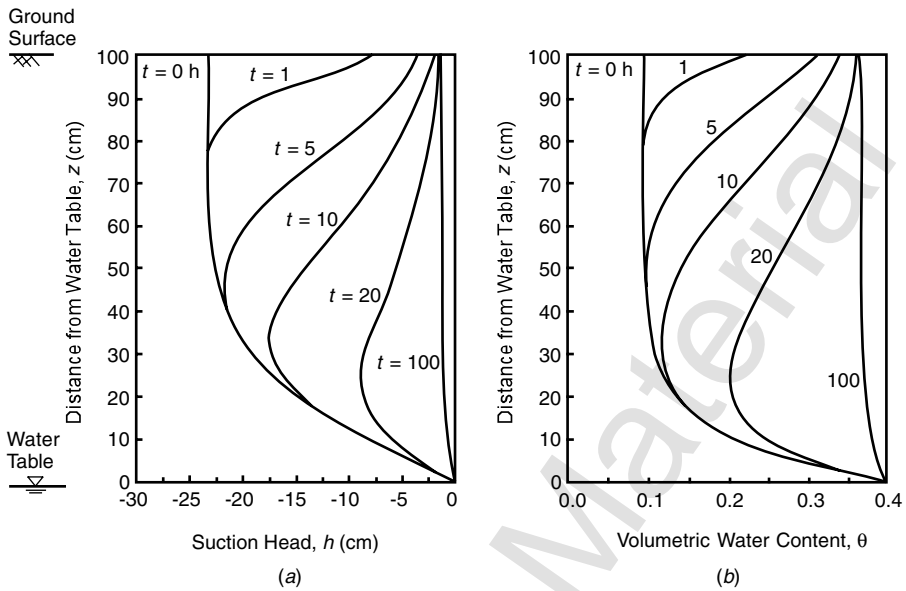 Ground
Surface
Water
Table
Distance from Water Table, z (cm)
100
90
80
70
60
50
40
30
20
10
0
t = 0 h
t = 1
t = 5
t = 10
t = 20
t = 100
-30
-25
-20
-15
-10
-5
0
Suction Head, h (cm)
(a)
Distance from Water Table, z (cm)
100
90
80
70
60
50
40
30
20
10
0
t = 0 h
1
5
10
20
100
0.0
0.1
0.2
0.3
0.4
Volumetric Water Content, θ
(b)
Material